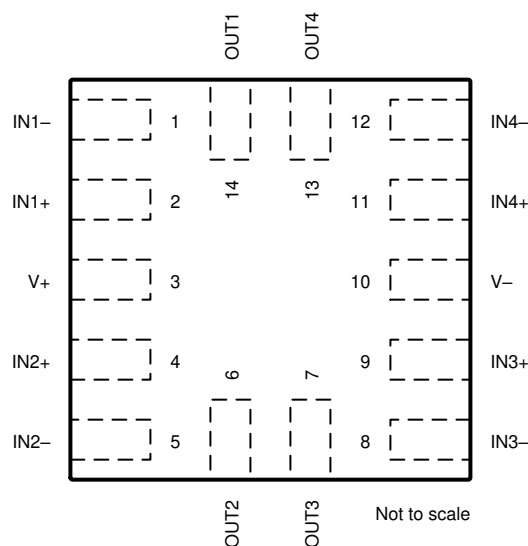 OUT1 OUT4
IN1– 1 12 IN4–
14 13
IN1+ 2 11 IN4+
V+ 3 10 V–
IN2+ 4 9 IN3+
6 7
IN2– 5 8 IN3–
OUT2 OUT3
Not to scale